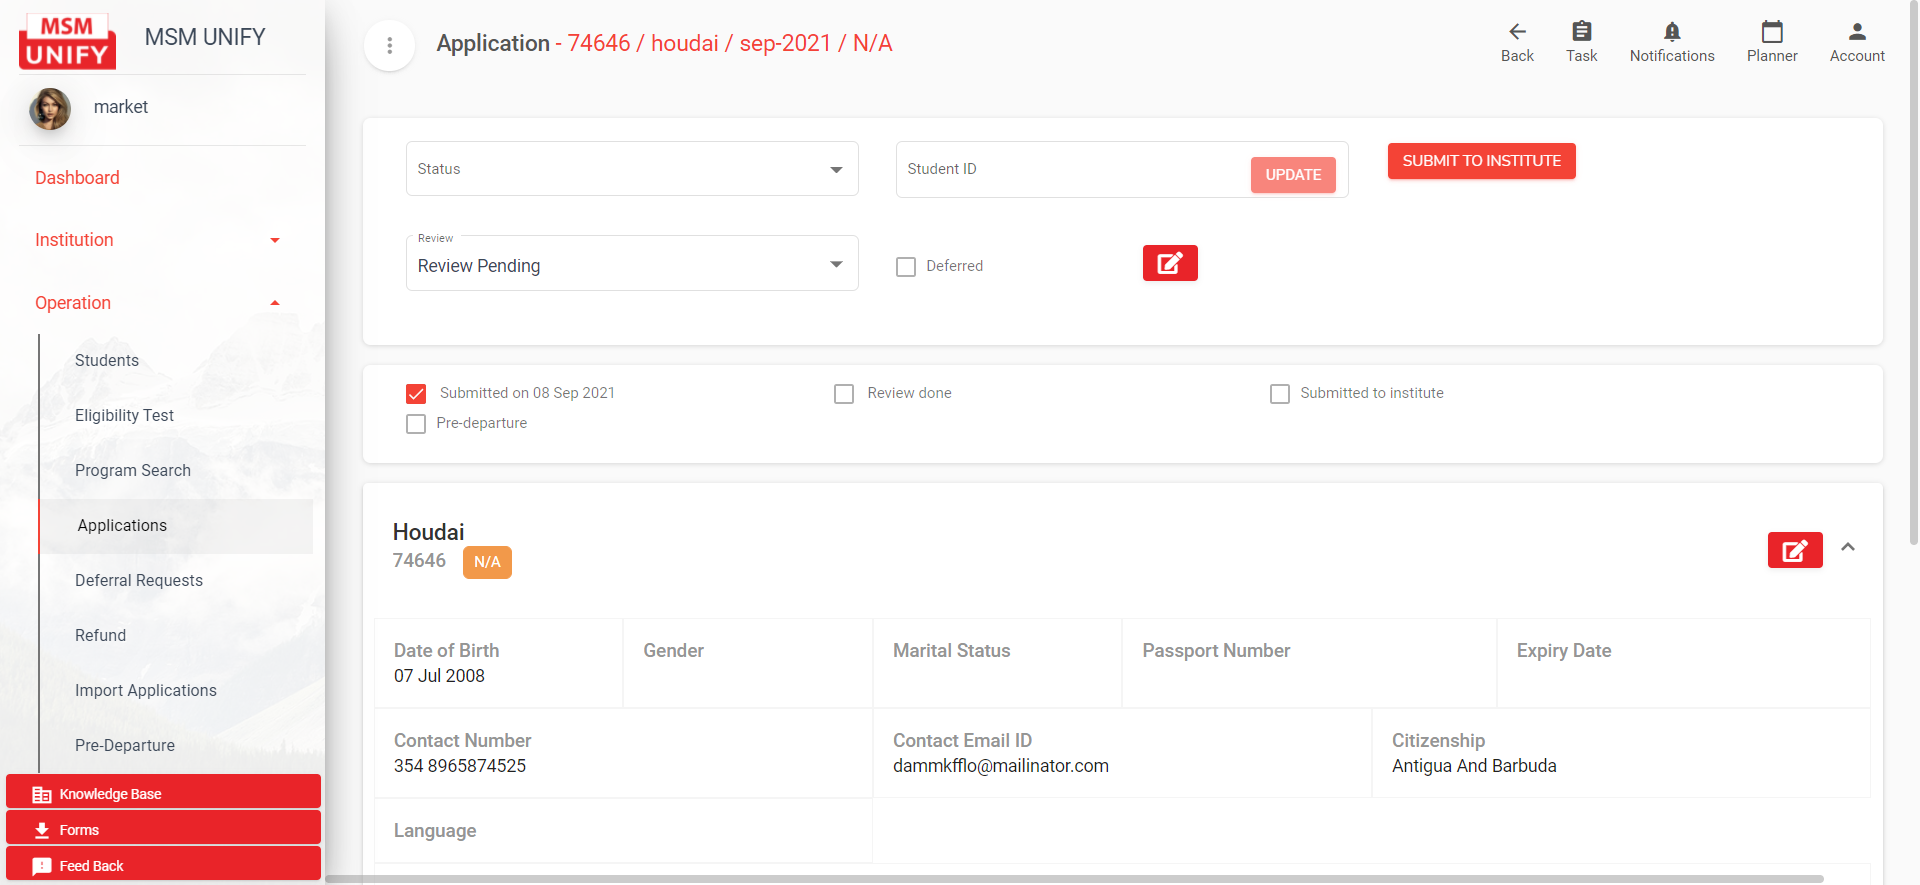 MSM
UNIFY
MSM UNIFY
market
Dashboard
Institution
Operation
Students
Eligibility Test
Program Search
Applications
Deferral Requests
Refund
Import Applications
Pre-Departure
Knowledge Base
Forms
Feed Back
Application - 74646 / houdai / sep-2021 / N/A
Back
Task
Notifications
Planner
Account
Status
Student ID
UPDATE
SUBMIT TO INSTITUTE
Review
Review Pending
Deferred
Submitted on 08 Sep 2021
Review done
Submitted to institute
Pre-departure
Houdai
74646
N/A
Date of Birth
07 Jul 2008
Gender
Marital Status
Passport Number
Expiry Date
Contact Number
354 8965874525
Contact Email ID
dammkfflo@mailinator.com
Citizenship
Antigua And Barbuda
Language